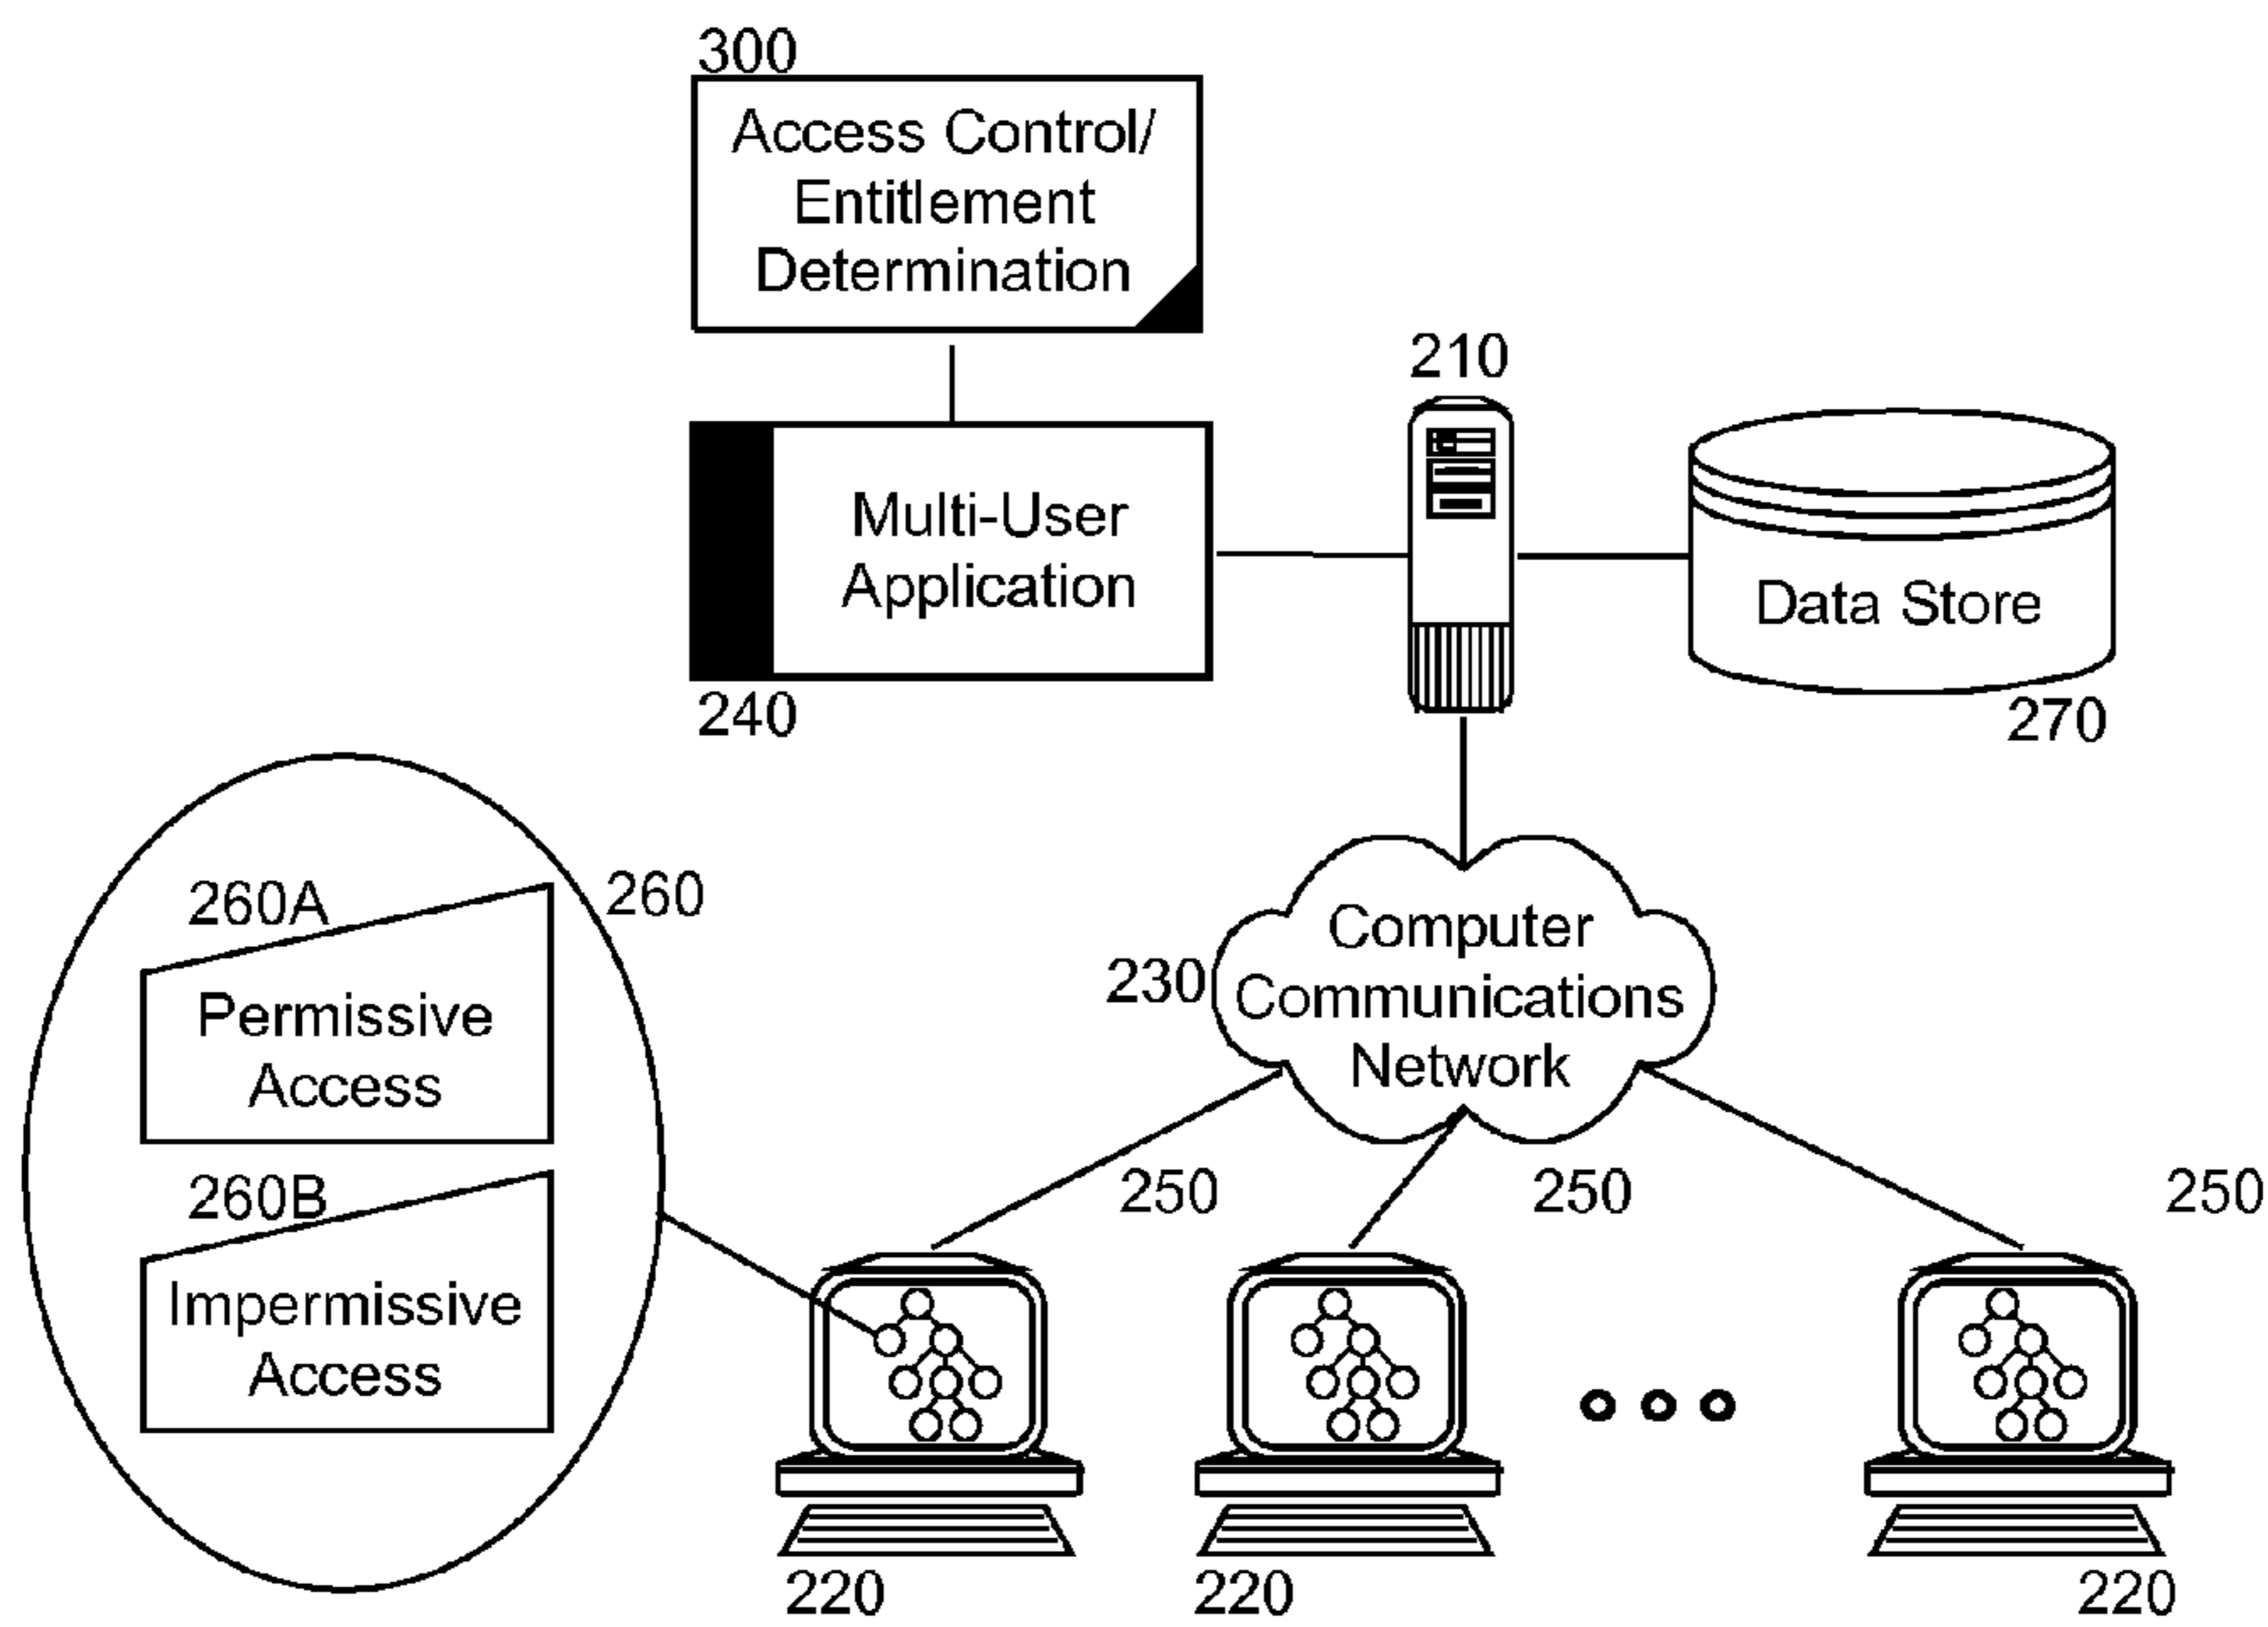 300
Access Control/
Entitlement
Determination
210
Multi-User
Application
Data Store
240
270
260A
260
Permissive
Access
230
Computer
Communications
Network
260B
Impermissive
Access
250
250
250
220
220
220